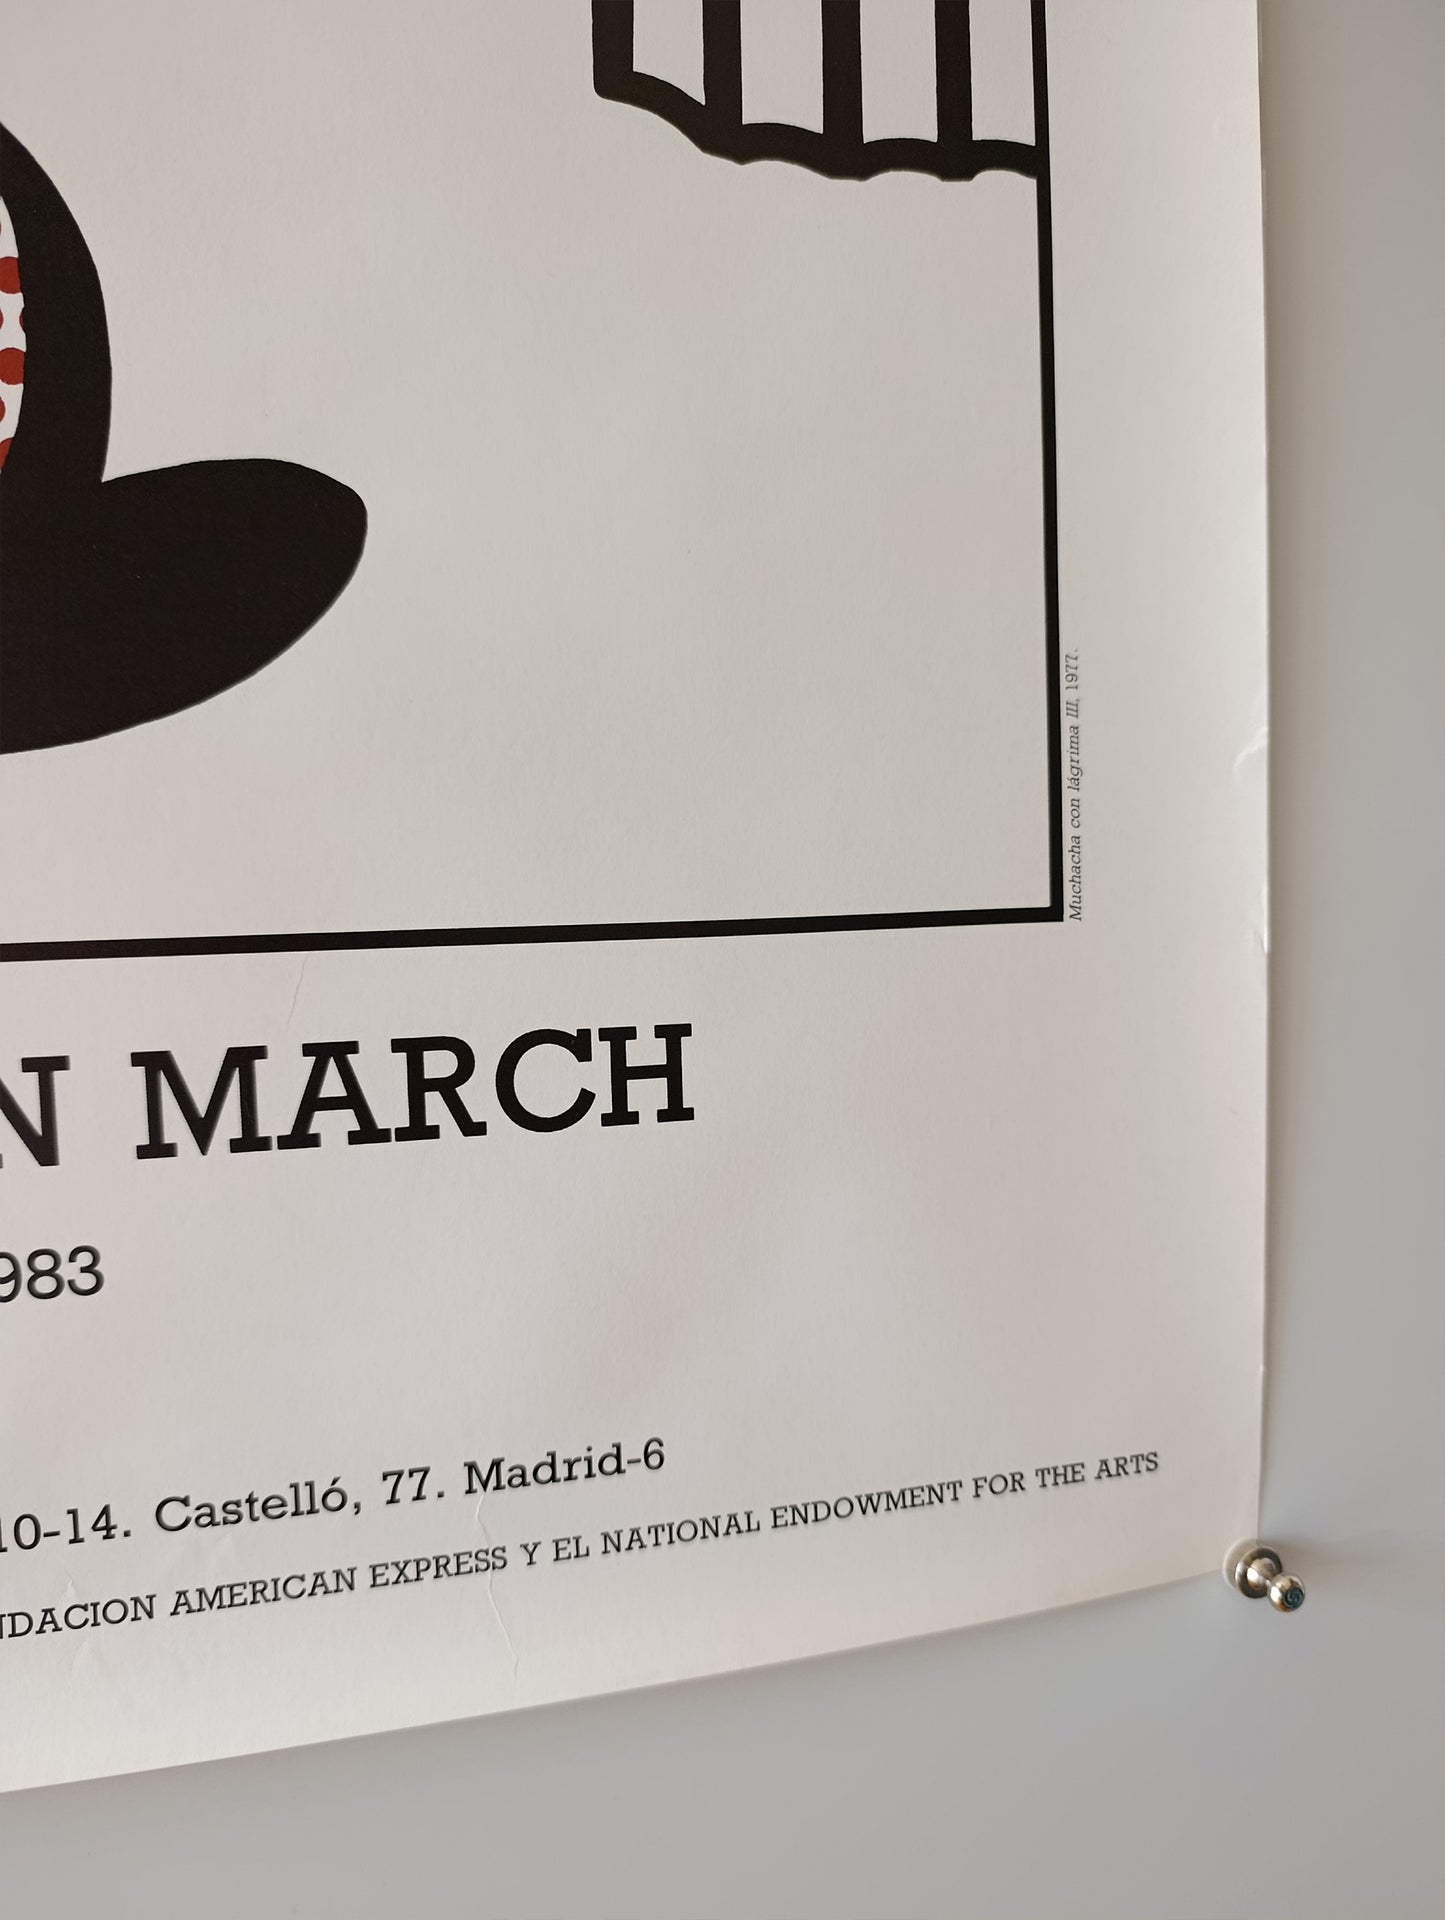 Muchacha con lágrima III, 1977.
N MARCH
983
10-14. Castelló, 77. Madrid-6
NDACION AMERICAN EXPRESS Y EL NATIONAL ENDOWMENT FOR THE ARTS